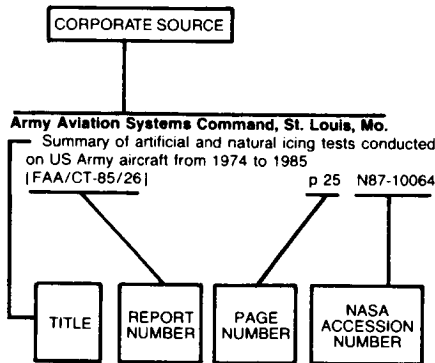 CORPORATE SOURCE
Army Aviation Systems Command, St. Louis, Mo.
Summary of artificial and natural icing tests conducted
on US Army aircraft from 1974 to 1985
|FAA/CT-85/26| p 25 N87-10064
TITLE
REPORT
NUMBER
PAGE
NUMBER
NASA
ACCESSION
NUMBER